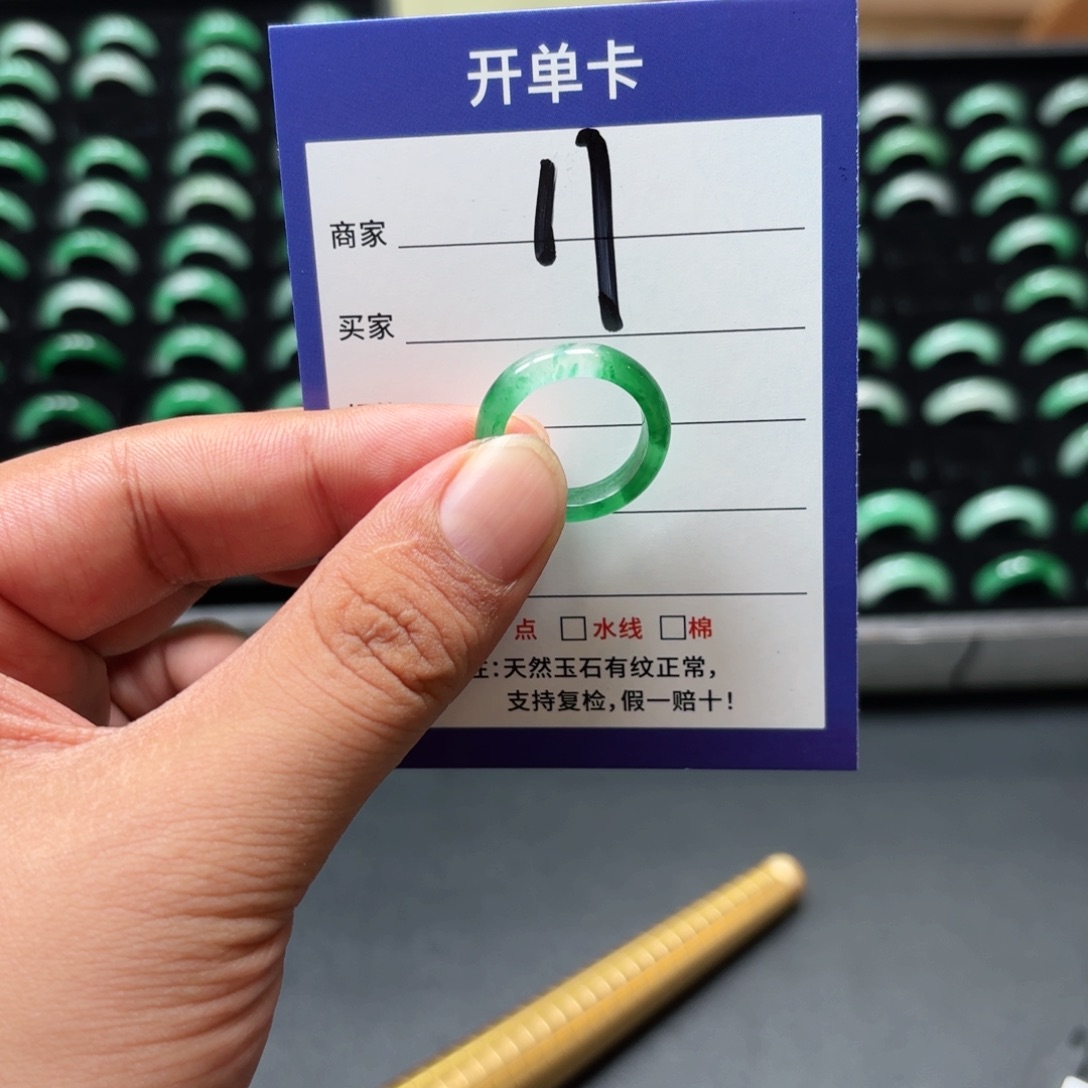 开单卡
11
商家
买家
点 □水线 □棉
注:天然玉石有纹正常,
支持复检,假一赔十!